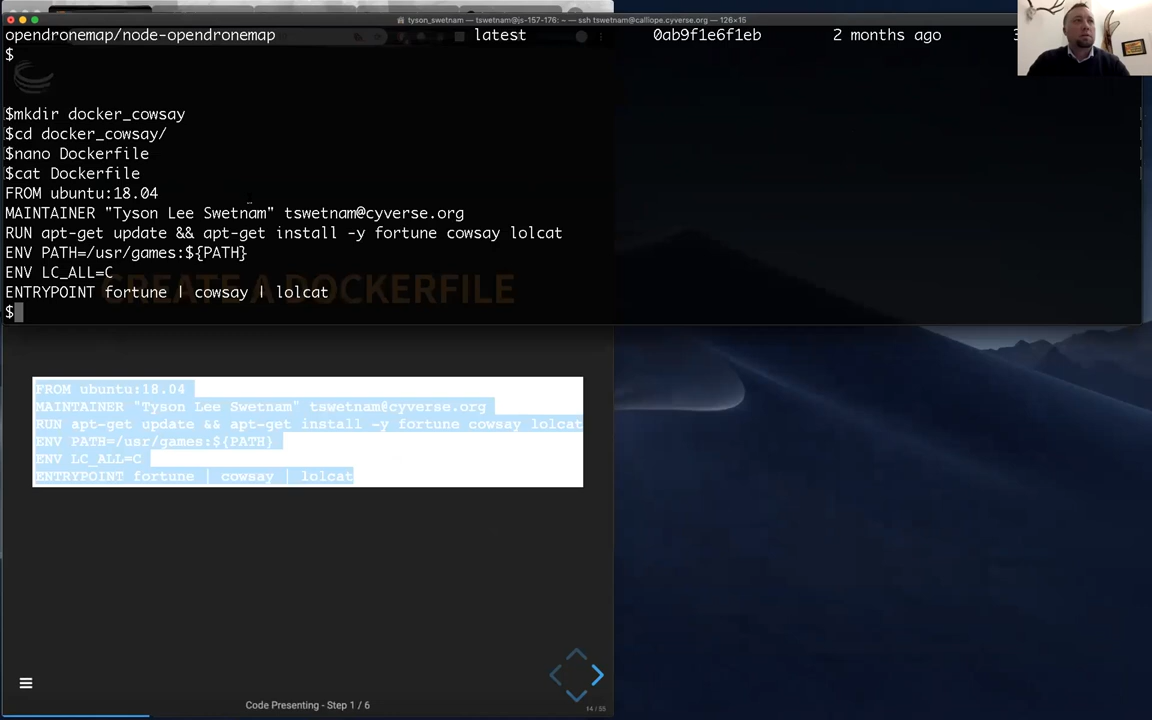 tyson_swetnam — tswetnam@js-157-176: ~ — ssh tswetnam@calliope.cyverse.org — 126×15
opendronemap/node-opendronemap latest 0ab9f1e6f1eb 2 months ago
$
$mkdir docker_cowsay
$cd docker_cowsay/
$nano Dockerfile
$cat Dockerfile
FROM ubuntu:18.04
MAINTAINER "Tyson Lee Swetnam" tswetnam@cyverse.org
RUN apt-get update && apt-get install -y fortune cowsay lolcat
ENV PATH=/usr/games:${PATH}
ENV LC_ALL=C
ENTRYPOINT fortune | cowsay | lolcat
$
CREATE A DOCKERFILE
FROM ubuntu:18.04
MAINTAINER "Tyson Lee Swetnam" tswetnam@cyverse.org
RUN apt-get update && apt-get install -y fortune cowsay lolcat
ENV PATH=/usr/games:${PATH}
ENV LC_ALL=C
ENTRYPOINT fortune | cowsay | lolcat
Code Presenting - Step 1 / 6
14 / 55